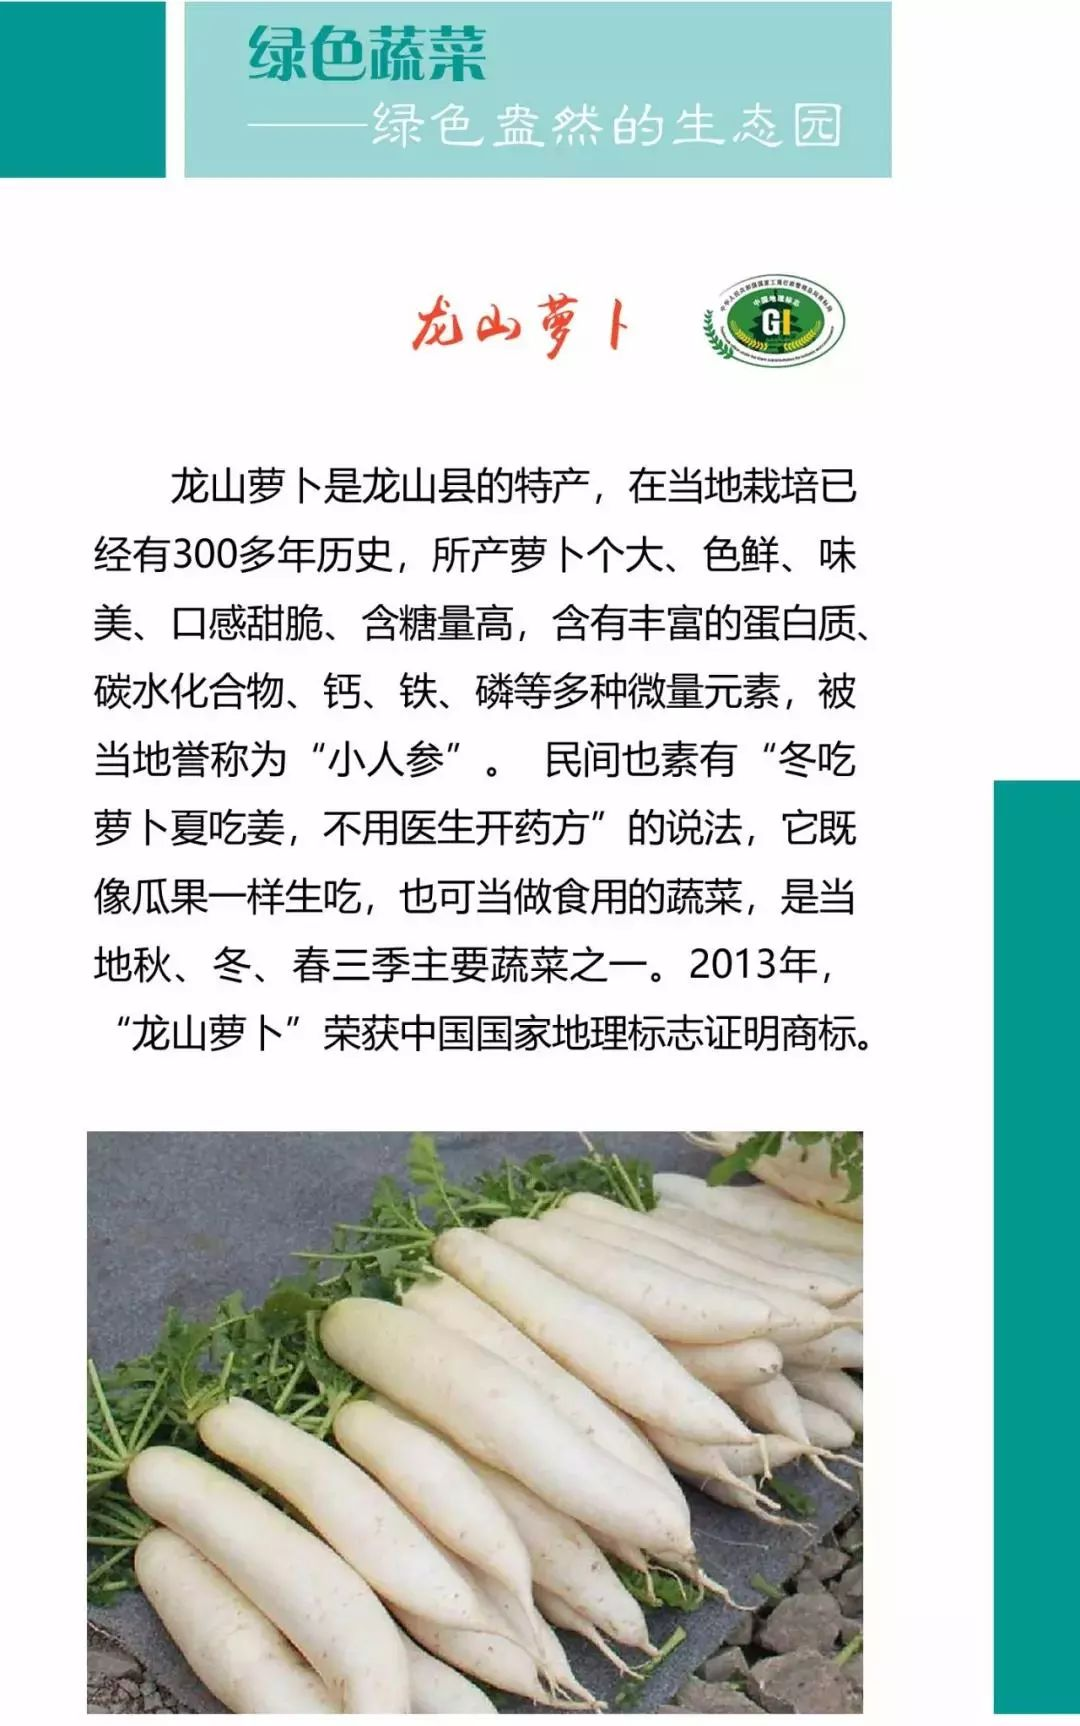 绿色蔬菜
——绿色盎然的生态园
龙山萝卜
中国地理标志
GI
龙山萝卜是龙山县的特产，在当地栽培已
经有300多年历史，所产萝卜个大、色鲜、味
美、口感甜脆、含糖量高，含有丰富的蛋白质、
碳水化合物、钙、铁、磷等多种微量元素，被
当地誉称为“小人参”。 民间也素有“冬吃
萝卜夏吃姜，不用医生开药方”的说法，它既
像瓜果一样生吃，也可当做食用的蔬菜，是当
地秋、冬、春三季主要蔬菜之一。2013年，
“龙山萝卜”荣获中国国家地理标志证明商标。